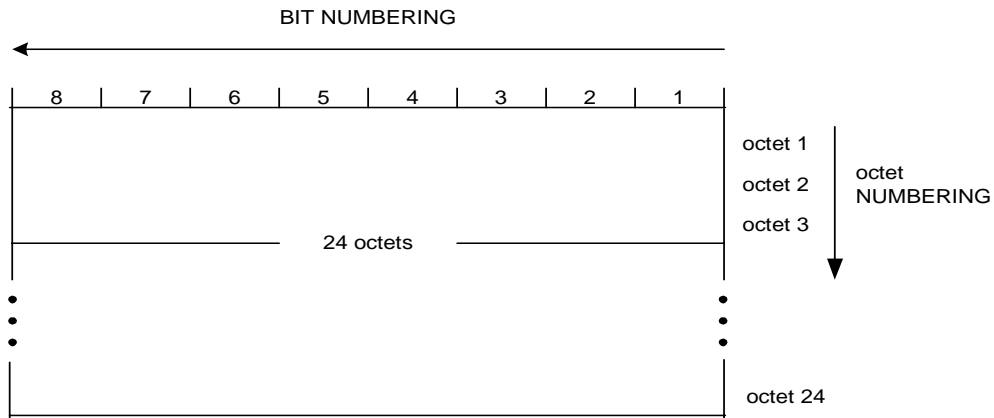 BIT NUMBERING
8 7 6 5 4 3 2 1
octet 1
octet 2
octet NUMBERING
octet 3
24 octets
octet 24